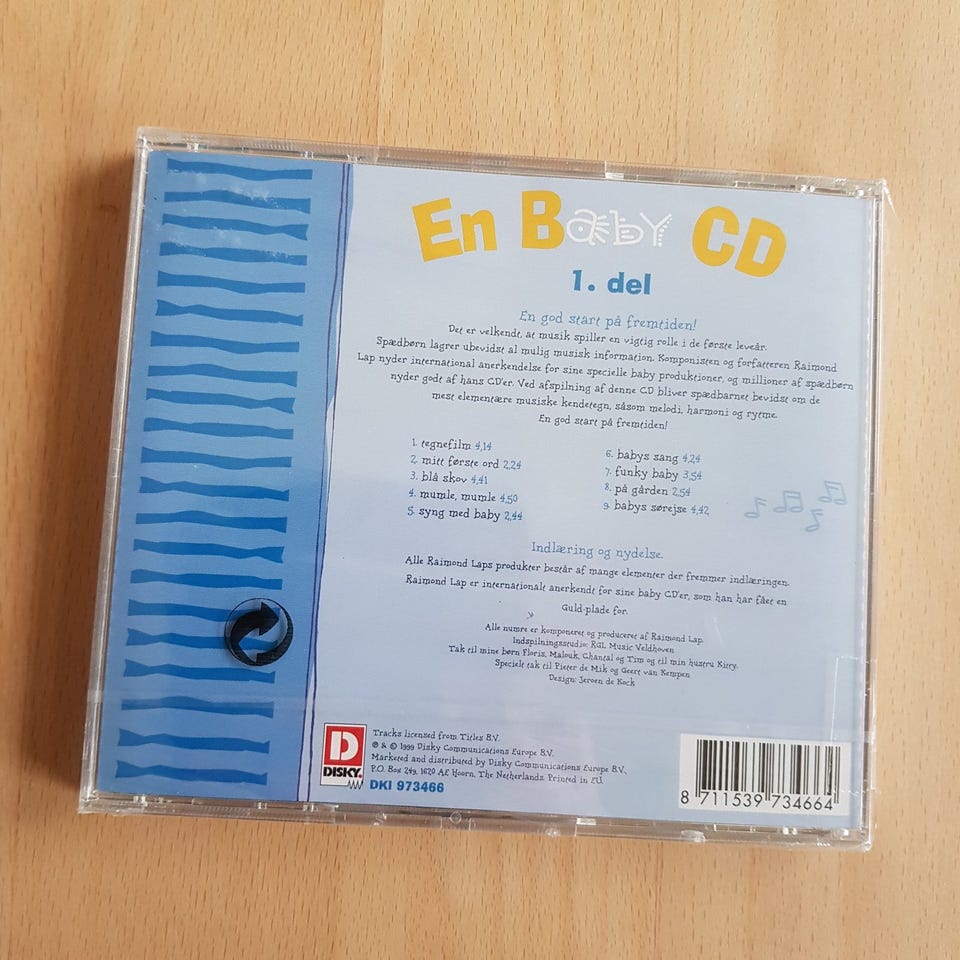 En Baby CD
1. del
En god start på fremtiden!
Det er velkendt, at musik spiller en vigtig rolle i de første leveår.
Spædbørn lagrer ubevidst al mulig musisk information. Komponisten og forfatteren Raimond
Lap nyder international anerkendelse for sine specielle baby produktioner, og millioner af spædbørn
nyder godt af hans CD'er. Ved afspilning af denne CD bliver spædbarnet bevidst om de
mest elementære musiske kendetegn, såsom melodi, harmoni og rytme.
En god start på fremtiden!
1. tegnefilm 4,14
2. mitt første ord 2,24
3. blå skov 4,41
4. mumle, mumle 4,50
5. syng med baby 2,44
6. babys sang 4,24
7. funky baby 3,54
8. på gården 2,54
9. babys sørejse 4,42
Indlæring og nydelse.
Alle Raimond Laps produkter består af mange elementer der fremmer indlæringen.
Raimond Lap er internationalt anerkendt for sine baby CD'er, som han har fået en
Guld-plade for.
Alle numre er komponeret og produceret af Raimond Lap.
Indspilningsstudio: RGL Music Veldhoven
Tak til mine børn Floris, Malouk, Chantal og Tim og til min hustru Kitty.
Specielt tak til Pieter de Mik og Geert van Kempen
Design: Jeroen de Kock
D
DISKY.
Tracks licensed from Titles B.V.
℗ & © 1999 Disky Communications Europe B.V.
Marketed and distributed by Disky Communications Europe B.V.,
P.O. Box 249, 1620 AE Hoorn, The Netherlands. Printed in EU.
DKI 973466
8 711539 734664